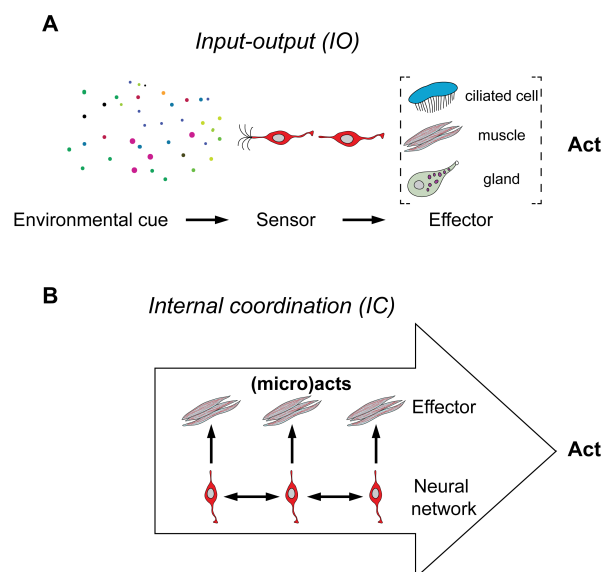 A
Input-output (IO)
ciliated cell
muscle
gland
Act
Environmental cue
Sensor
Effector
B
Internal coordination (IC)
(micro)acts
Effector
Act
Neural
network